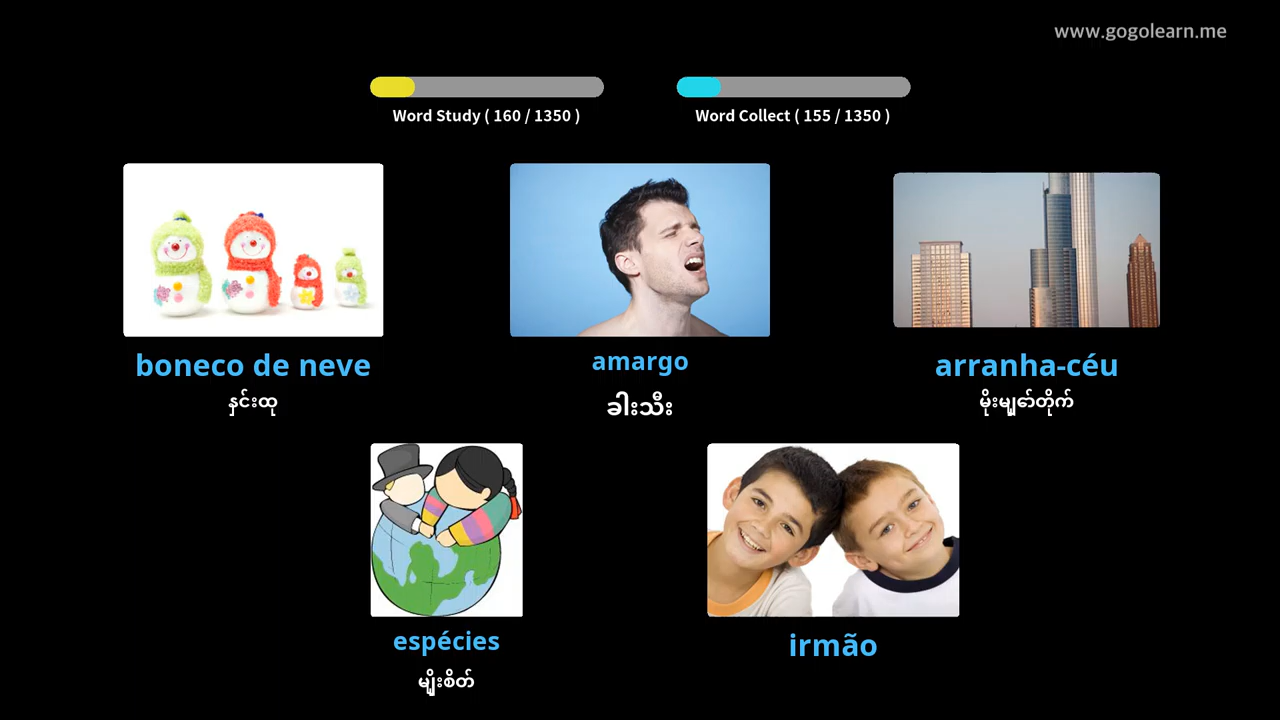 www.gogolearn.me
Word Study ( 160 / 1350 )
Word Collect ( 155 / 1350 )
boneco de neve
နှင်းထု
amargo
ခါးသီး
arranha-céu
မိုးမျှော်တိုက်
espécies
မျိုးစိတ်
irmão